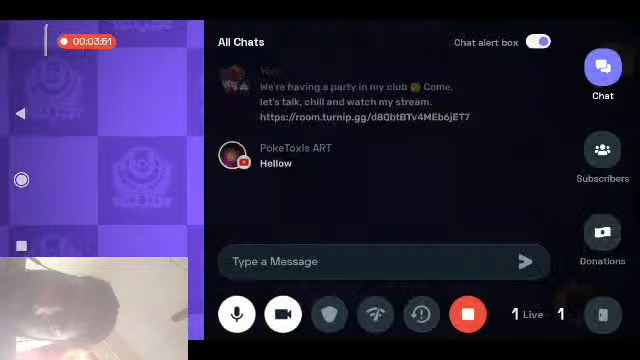 00:03:51
All Chats
Chat alert box
You
We're having a party in my club 🥳 Come,
let's talk, chill and watch my stream.
https://room.turnip.gg/d8QbtBTv4MEb6jET7
Chat
PokeToxis ART
Hellow
Subscribers
Donations
Type a Message
1 Live 1